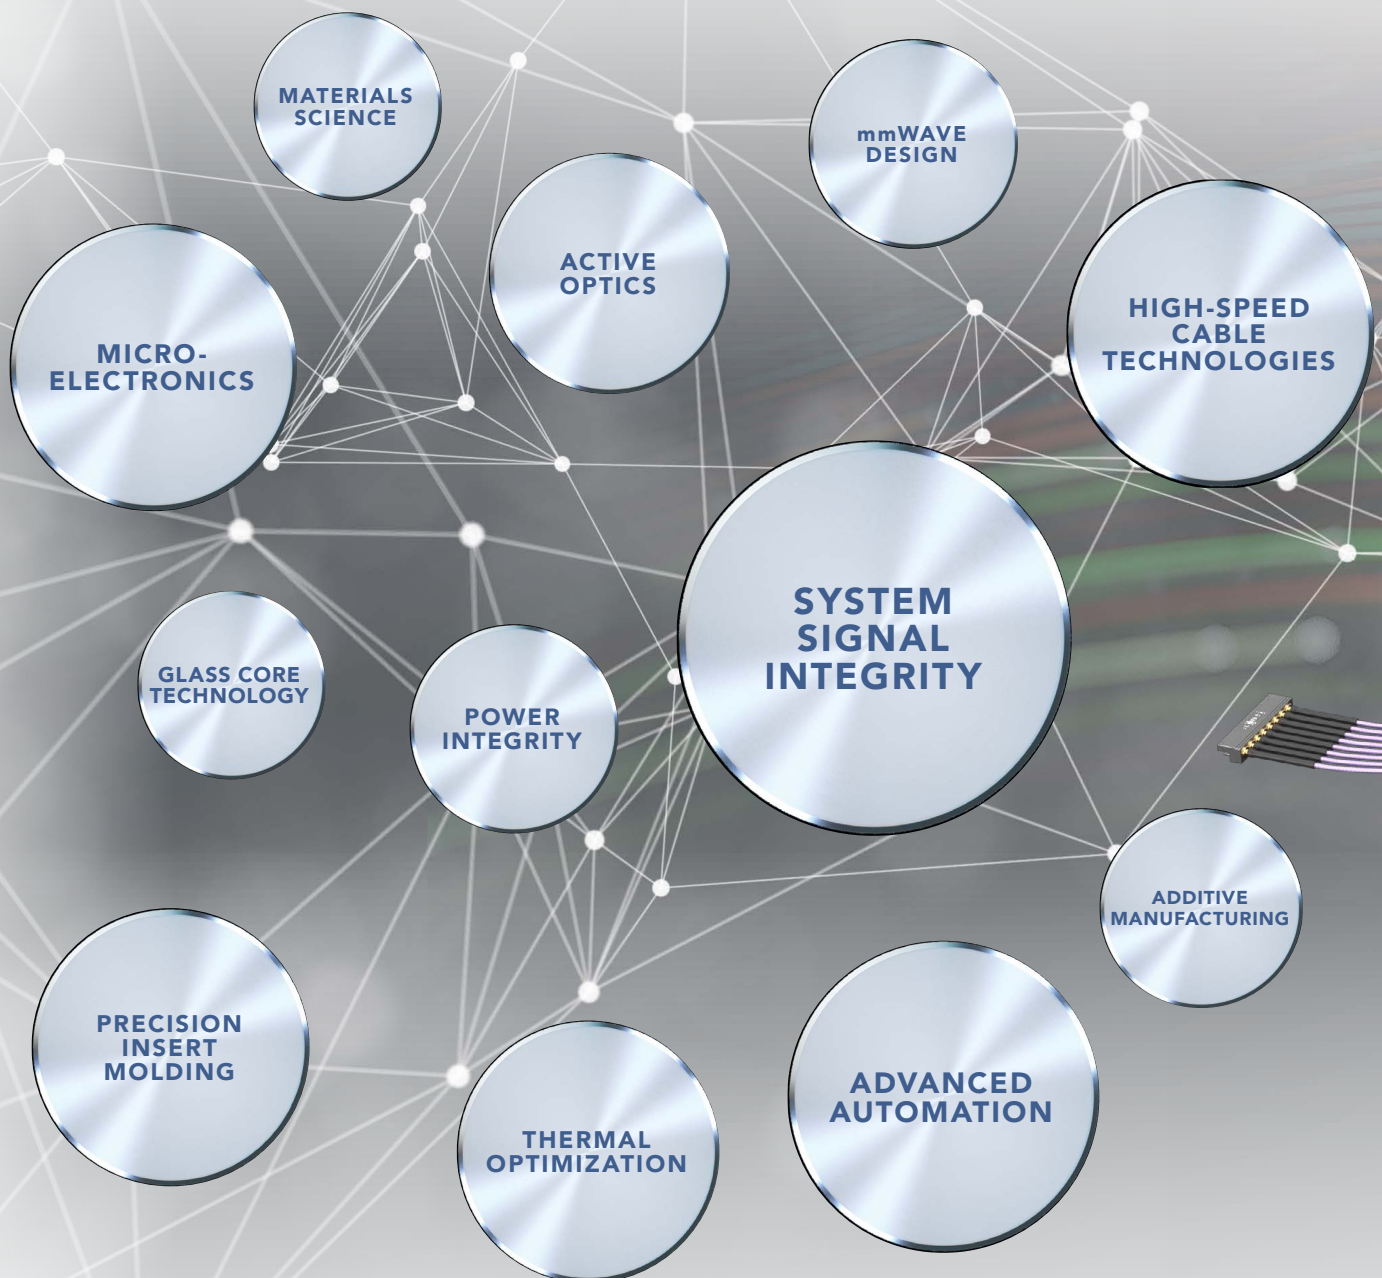 MATERIALS
SCIENCE
mmWAVE
DESIGN
ACTIVE
OPTICS
HIGH-SPEED
CABLE
TECHNOLOGIES
MICRO-
ELECTRONICS
SYSTEM
SIGNAL
INTEGRITY
GLASS CORE
TECHNOLOGY
POWER
INTEGRITY
ADDITIVE
MANUFACTURING
PRECISION
INSERT
MOLDING
ADVANCED
AUTOMATION
THERMAL
OPTIMIZATION